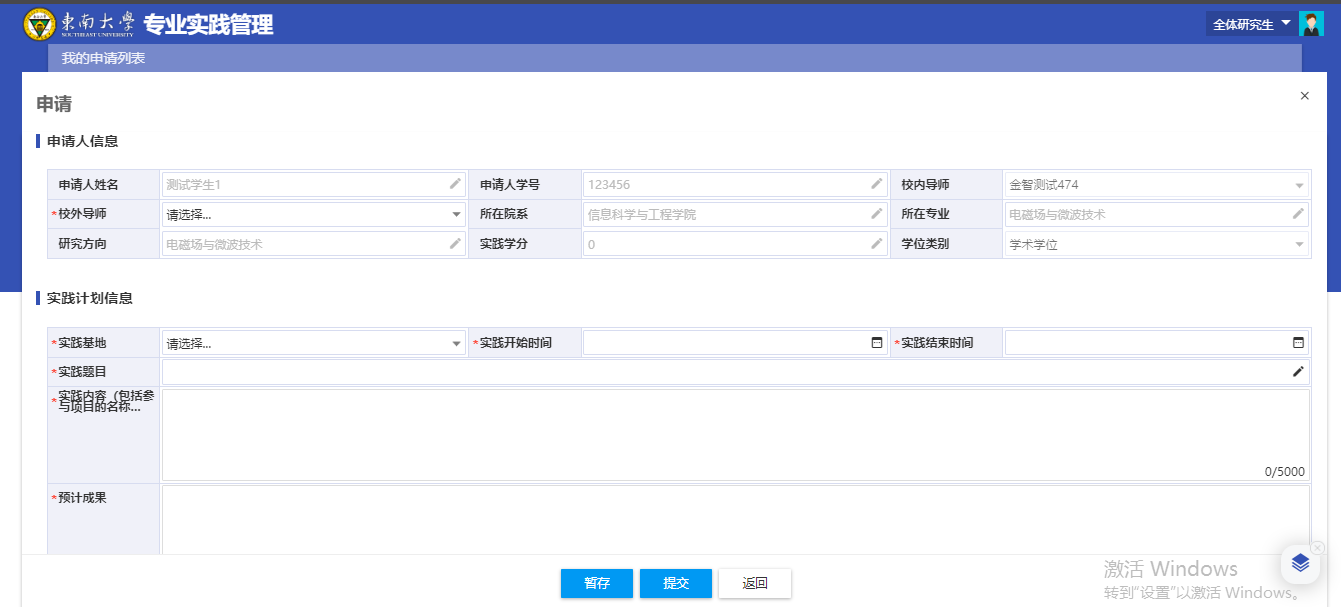 東南大學 专业实践管理 全体研究生
SOUTHEAST UNIVERSITY
我的申请列表
申请
申请人信息
申请人姓名 测试学生1 申请人学号 123456 校内导师 金智测试474
*校外导师 请选择... 所在院系 信息科学与工程学院 所在专业 电磁场与微波技术
研究方向 电磁场与微波技术 实践学分 0 学位类别 学术学位
实践计划信息
*实践基地 请选择... *实践开始时间 *实践结束时间
*实践题目
*实践内容（包括参
与项目的名称...
0/5000
*预计成果
暂存 提交 返回
激活 Windows
转到"设置"以激活 Windows。